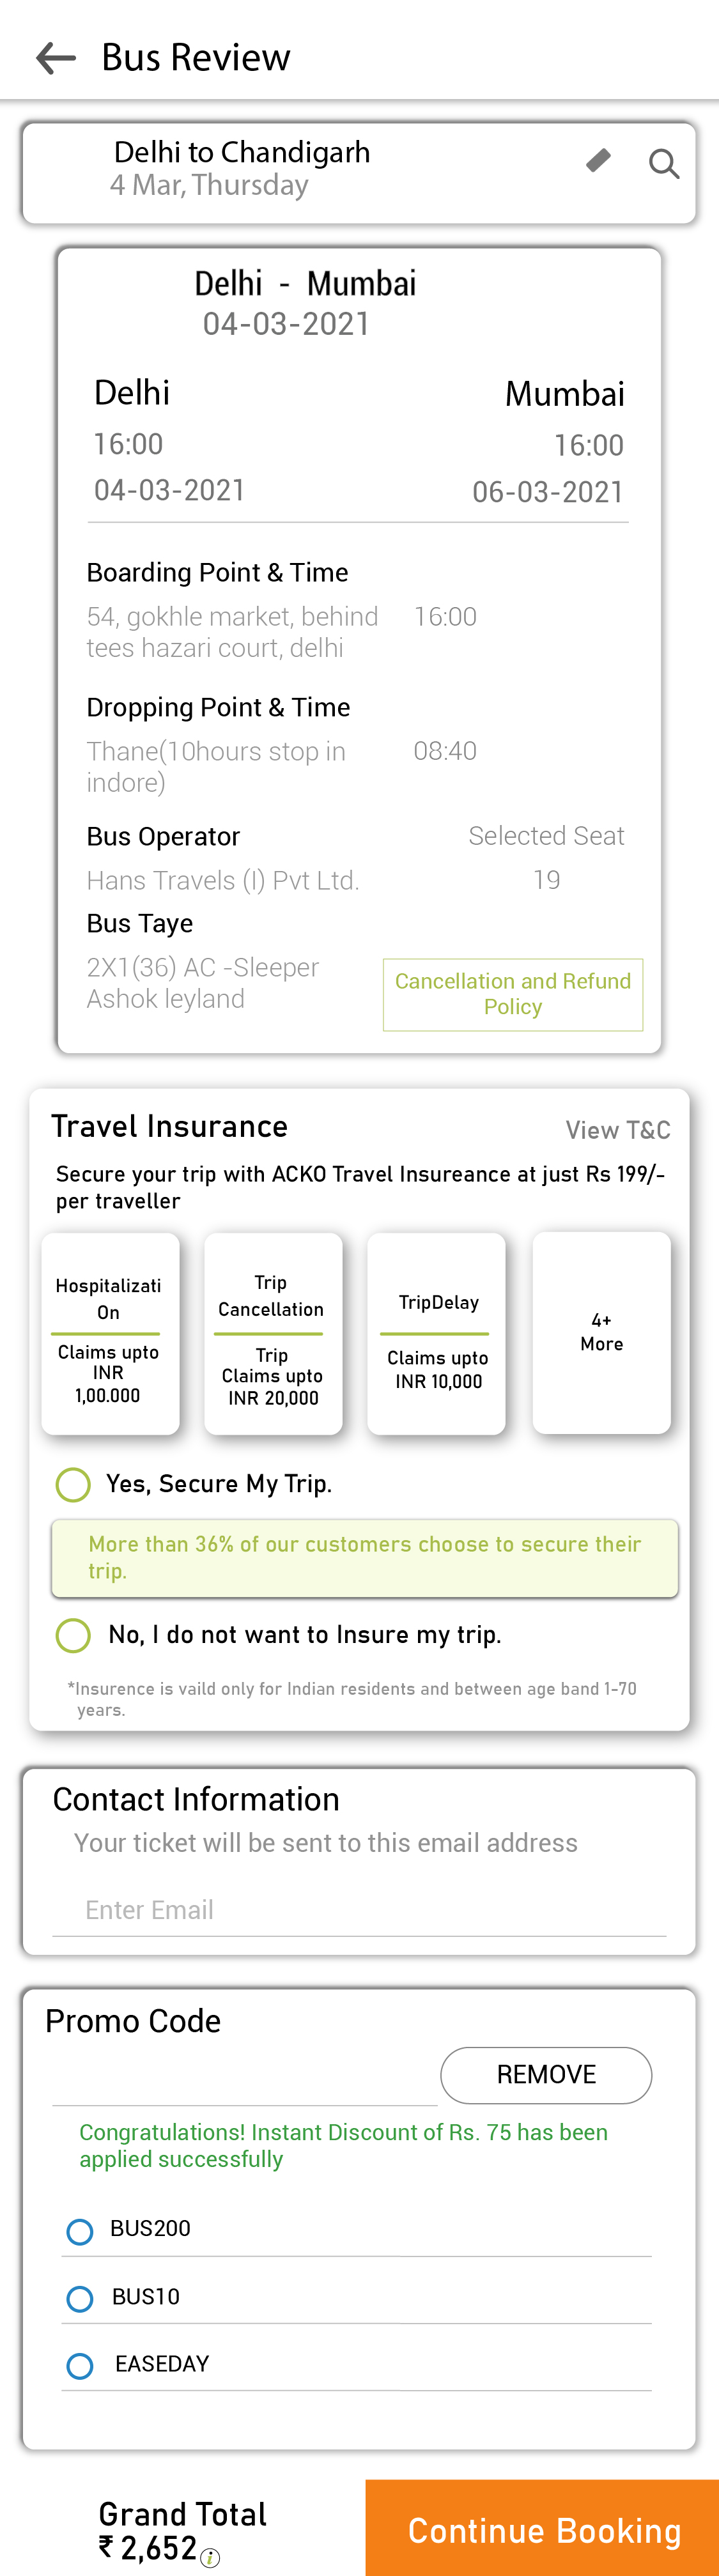 Bus Review
Delhi to Chandigarh
4 Mar, Thursday
Delhi - Mumbai
04-03-2021
Delhi
Mumbai
16:00
16:00
04-03-2021
06-03-2021
Boarding Point & Time
54, gokhle market, behind
16:00
tees hazari court, delhi
Dropping Point & Time
Thane(10hours stop in
08:40
indore)
Bus Operator
Selected Seat
Hans Travels (I) Pvt Ltd.
19
Bus Taye
2X1(36) AC -Sleeper
Ashok leyland
Cancellation and Refund
Policy
Travel Insurance
View T&C
Secure your trip with ACKO Travel Insureance at just Rs 199/-
per traveller
Hospitalizati
On
Claims upto
INR
1,00.000
Trip
Cancellation
Trip
Claims upto
INR 20,000
TripDelay
Claims upto
INR 10,000
4+
More
Yes, Secure My Trip.
More than 36% of our customers choose to secure their
trip.
No, I do not want to Insure my trip.
*Insurence is vaild only for Indian residents and between age band 1-70
years.
Contact Information
Your ticket will be sent to this email address
Enter Email
Promo Code
REMOVE
Congratulations! Instant Discount of Rs. 75 has been
applied successfully
BUS200
BUS10
EASEDAY
Grand Total
₹ 2,652 i
Continue Booking